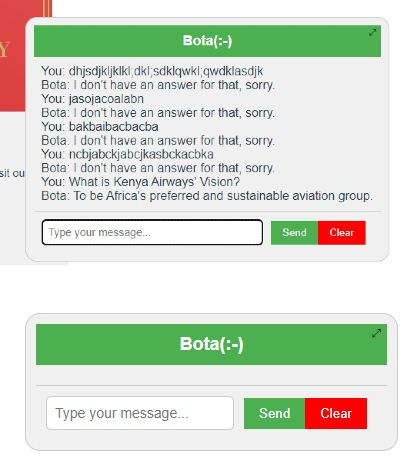 Y
sit ou
Bota(:-)
You: dhjsdjkljklkl;dkl;sdklqwkl;qwdklasdjk
Bota: I don't have an answer for that, sorry.
You: jasojacoalabn
Bota: I don't have an answer for that, sorry.
You: bakbaibacbacba
Bota: I don't have an answer for that, sorry.
You: ncbjabckjabcjkasbckacbka
Bota: I don't have an answer for that, sorry.
You: What is Kenya Airways' Vision?
Bota: To be Africa's preferred and sustainable aviation group.
Type your message... Send Clear
Bota(:-)
Type your message... Send Clear